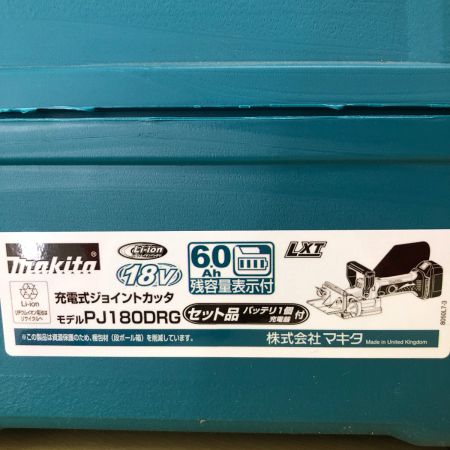 makita
Li-ion
18V
6.0
Ah
残容量表示付
LXT
Li-ion
リチウムイオン電池は
リサイクルへ
充電式ジョイントカッタ
モデルPJ180DRG
セット品
バッテリ1個
充電器
付
※この製品は資源保護のため、梱包材(段ボール箱)を削減しています。
株式会社マキタ
Made in United Kingdom